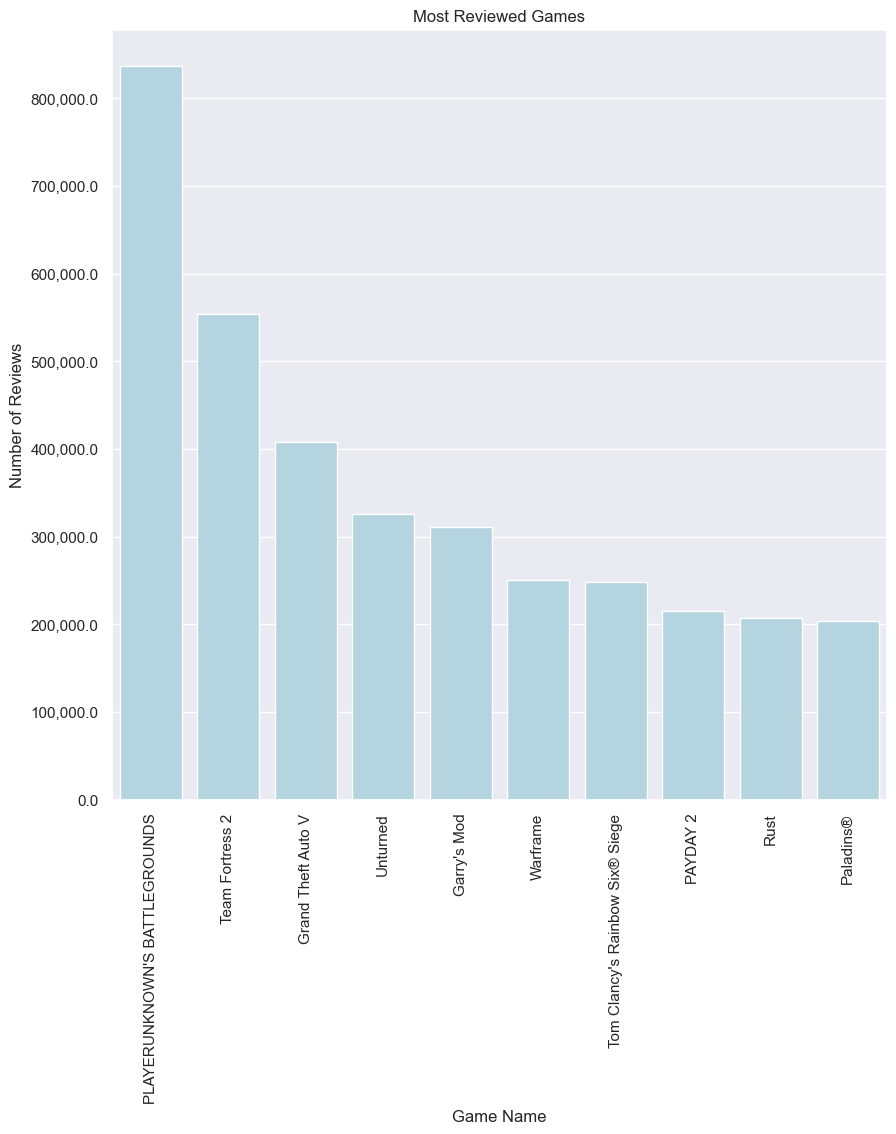 Most Reviewed Games
Number of Reviews
800,000.0
700,000.0
600,000.0
500,000.0
400,000.0
300,000.0
200,000.0
100,000.0
0.0
PLAYERUNKNOWN'S BATTLEGROUNDS
Team Fortress 2
Grand Theft Auto V
Unturned
Garry's Mod
Warframe
Tom Clancy's Rainbow Six® Siege
PAYDAY 2
Rust
Paladins®
Game Name